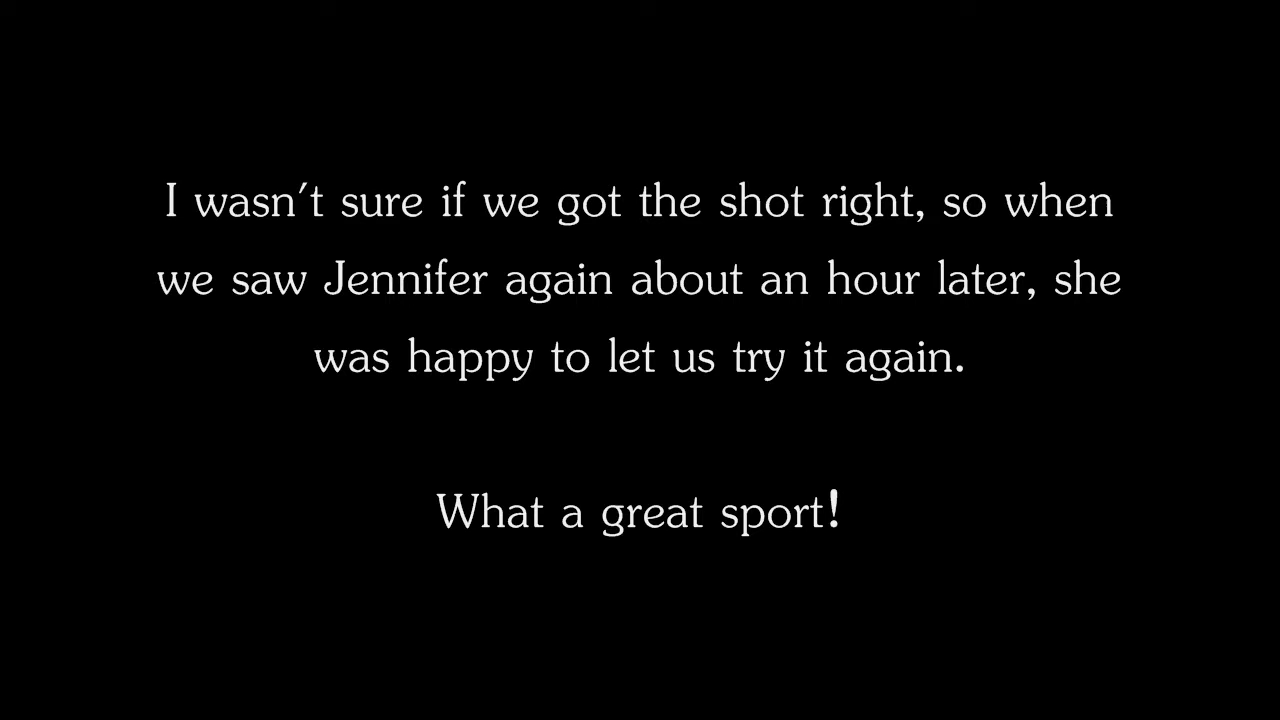 I wasn't sure if we got the shot right, so when
we saw Jennifer again about an hour later, she
was happy to let us try it again.
What a great sport!